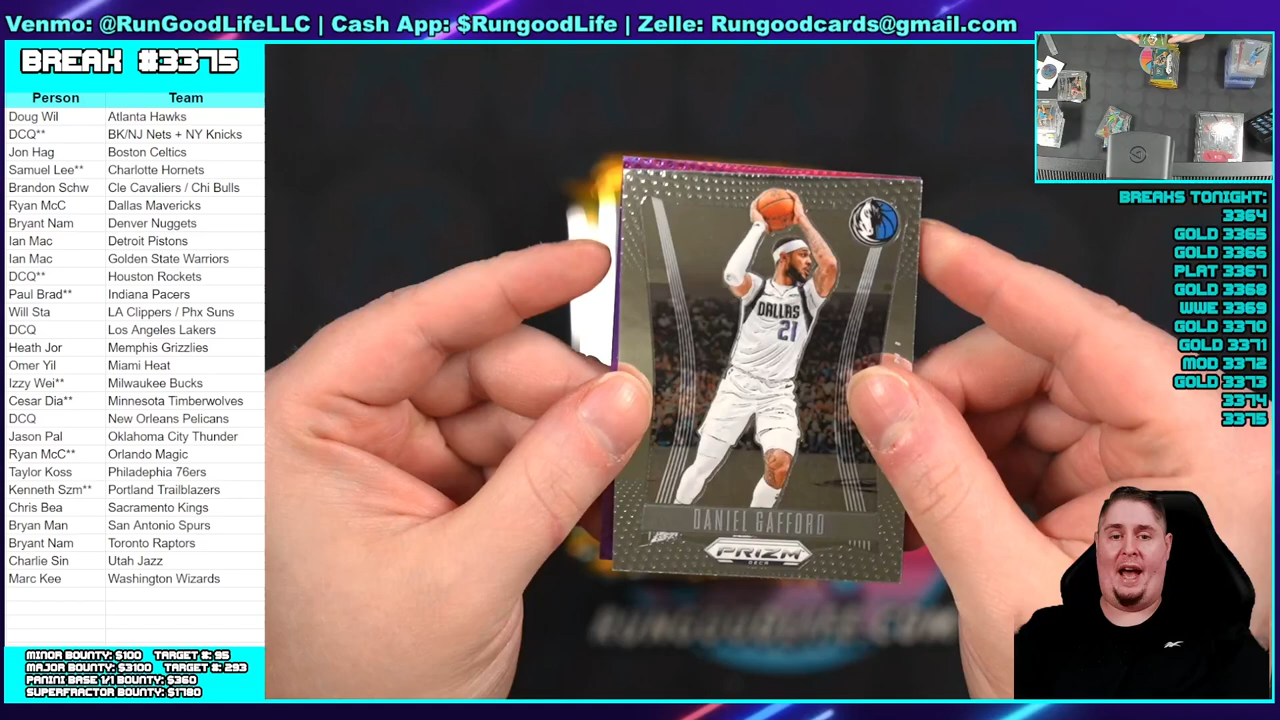 Venmo: @RunGoodLifeLLC | Cash App: $RungoodLife | Zelle: Rungoodcards@gmail.com
BREAK #3375
Person Team
Doug Wil Atlanta Hawks
DCQ** BK/NJ Nets + NY Knicks
Jon Hag Boston Celtics
Samuel Lee** Charlotte Hornets
Brandon Schw Cle Cavaliers / Chi Bulls
Ryan McC Dallas Mavericks
Bryant Nam Denver Nuggets
Ian Mac Detroit Pistons
Ian Mac Golden State Warriors
DCQ** Houston Rockets
Paul Brad** Indiana Pacers
Will Sta LA Clippers / Phx Suns
DCQ Los Angeles Lakers
Heath Jor Memphis Grizzlies
Omer Yil Miami Heat
Izzy Wei** Milwaukee Bucks
Cesar Dia** Minnesota Timberwolves
DCQ New Orleans Pelicans
Jason Pal Oklahoma City Thunder
Ryan McC** Orlando Magic
Taylor Koss Philadephia 76ers
Kenneth Szm** Portland Trailblazers
Chris Bea Sacramento Kings
Bryan Man San Antonio Spurs
Bryant Nam Toronto Raptors
Charlie Sin Utah Jazz
Marc Kee Washington Wizards
MINOR BOUNTY: $100 TARGET #: 95
MAJOR BOUNTY: $3100 TARGET #: 293
PANINI BASE 1/1 BOUNTY: $360
SUPERFRACTOR BOUNTY: $1780
DALLAS
21
DANIEL GAFFORD
PRIZM
DECA
BREAKS TONIGHT:
3364
GOLD 3365
GOLD 3366
PLAT 3367
GOLD 3368
WWE 3369
GOLD 3370
GOLD 3371
MOD 3372
GOLD 3373
3374
3375